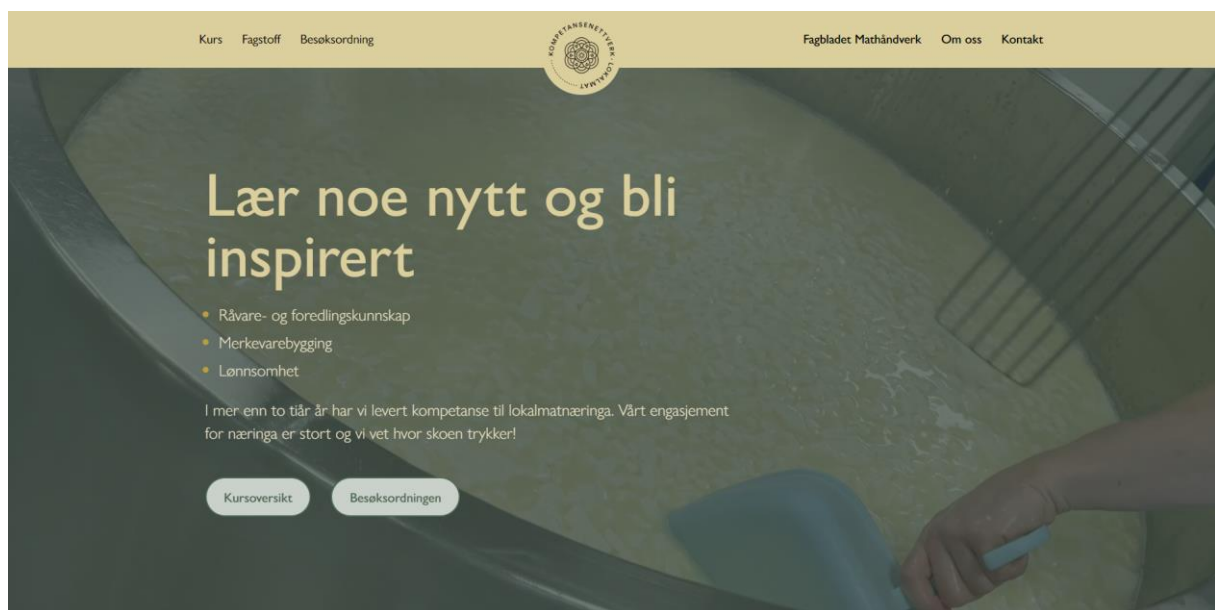 Kurs Fagstoff Besøksordning
KOMPETANSENETTVERK · LOKALMAT
Fagbladet Mathåndverk Om oss Kontakt
Lær noe nytt og bli
inspirert
Råvare- og foredlingskunnskap
Merkevarebygging
Lønnsomhet
I mer enn to tiår år har vi levert kompetanse til lokalmatnæringa. Vårt engasjement
for næringa er stort og vi vet hvor skoen trykker!
Kursoversikt Besøksordningen